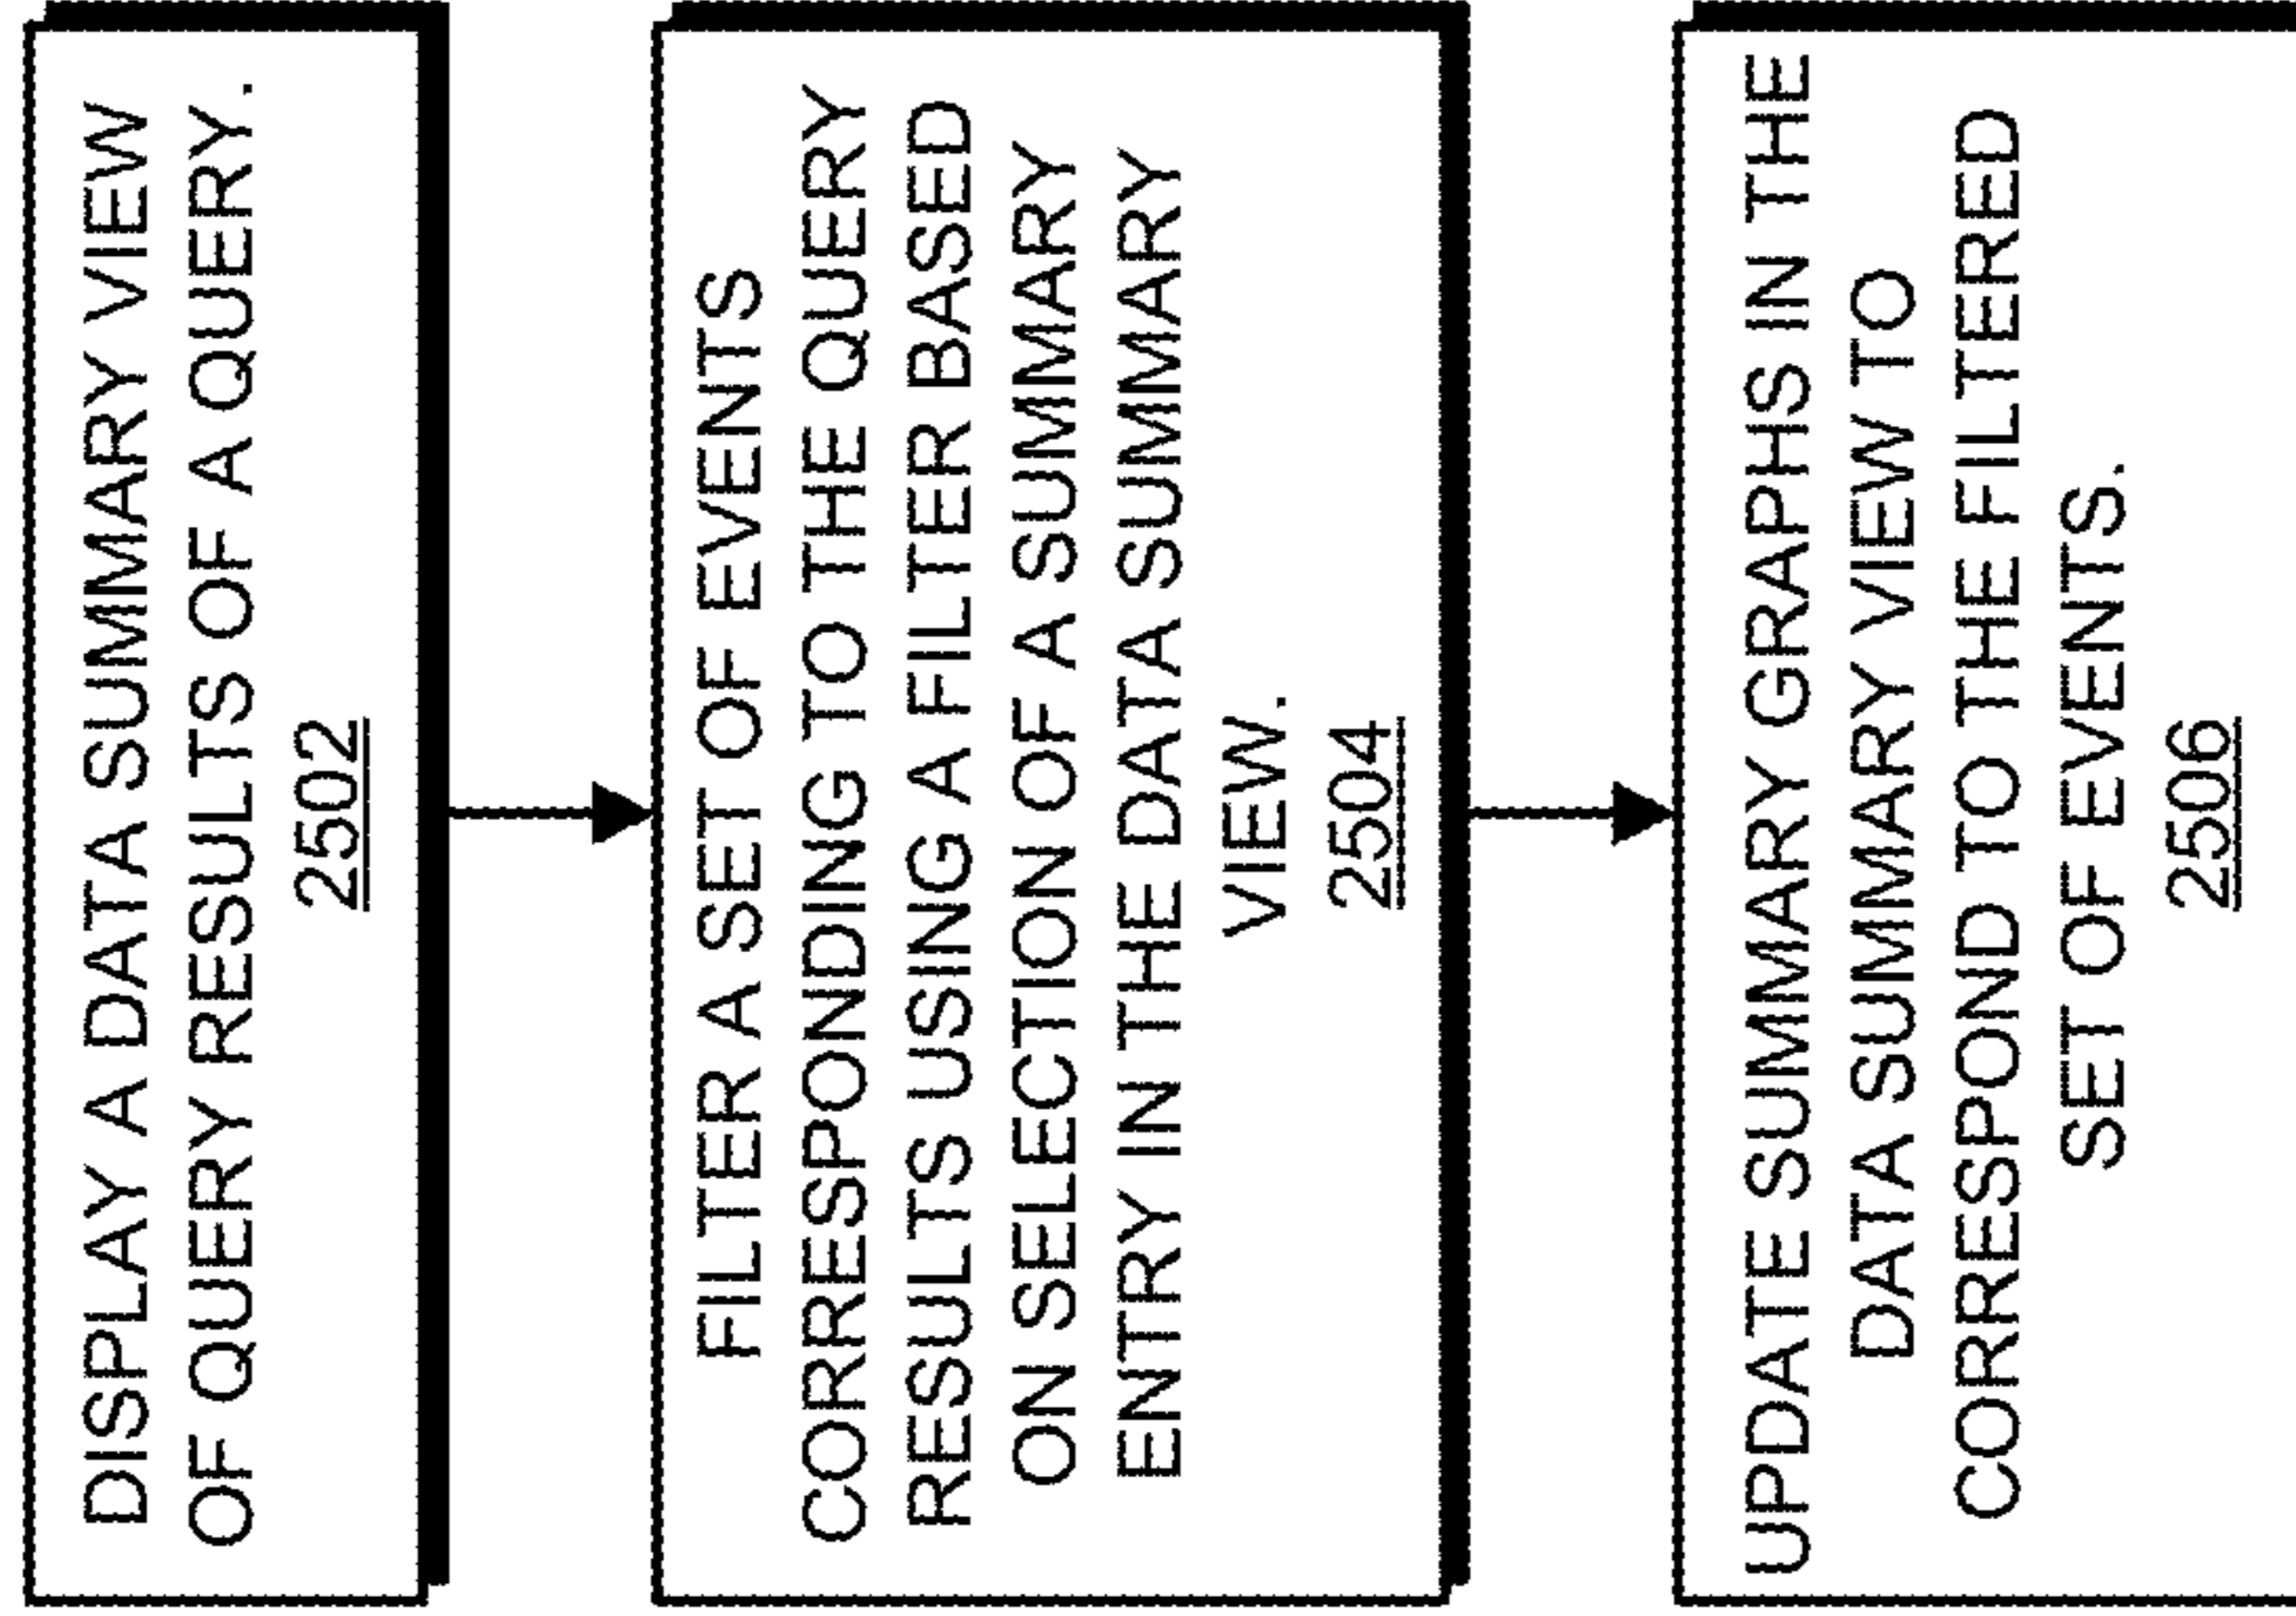 DISPLAY A DATA SUMMARY VIEW
OF QUERY RESULTS OF A QUERY.
2502
FILTER A SET OF EVENTS
CORRESPONDING TO THE QUERY
RESULTS USING A FILTER BASED
ON SELECTION OF A SUMMARY
ENTRY IN THE DATA SUMMARY
VIEW.
2504
UPDATE SUMMARY GRAPHS IN THE
DATA SUMMARY VIEW TO
CORRESPOND TO THE FILTERED
SET OF EVENTS.
2506